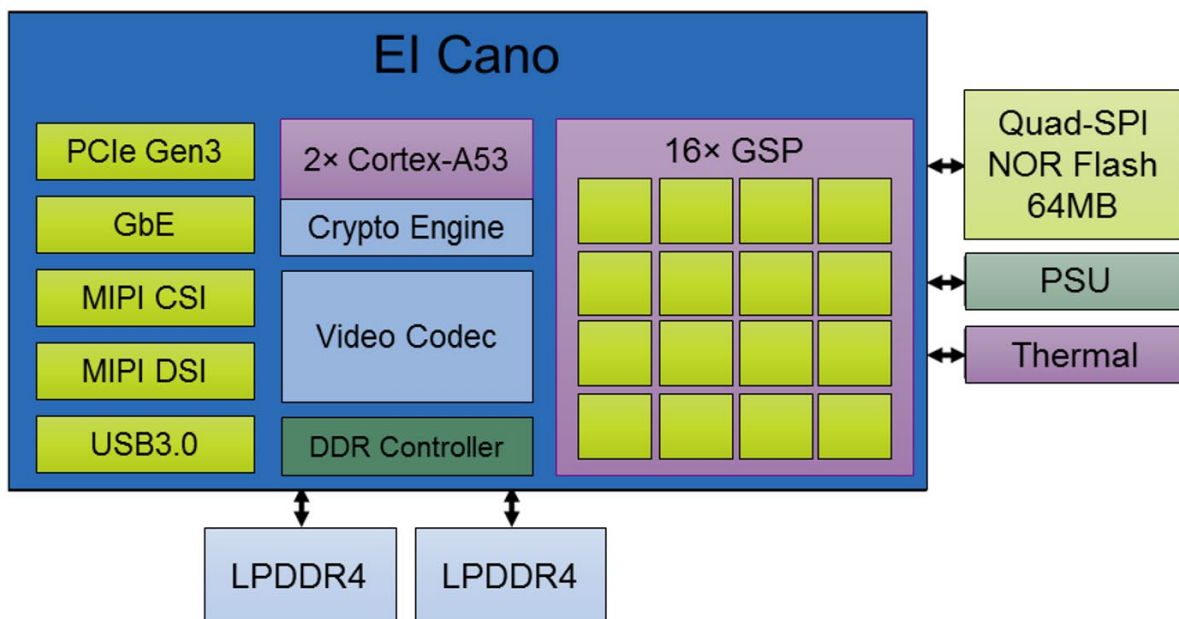 El Cano
PCIe Gen3
GbE
MIPI CSI
MIPI DSI
USB3.0
2× Cortex-A53
Crypto Engine
Video Codec
DDR Controller
16× GSP
Quad-SPI
NOR Flash
64MB
PSU
Thermal
LPDDR4
LPDDR4